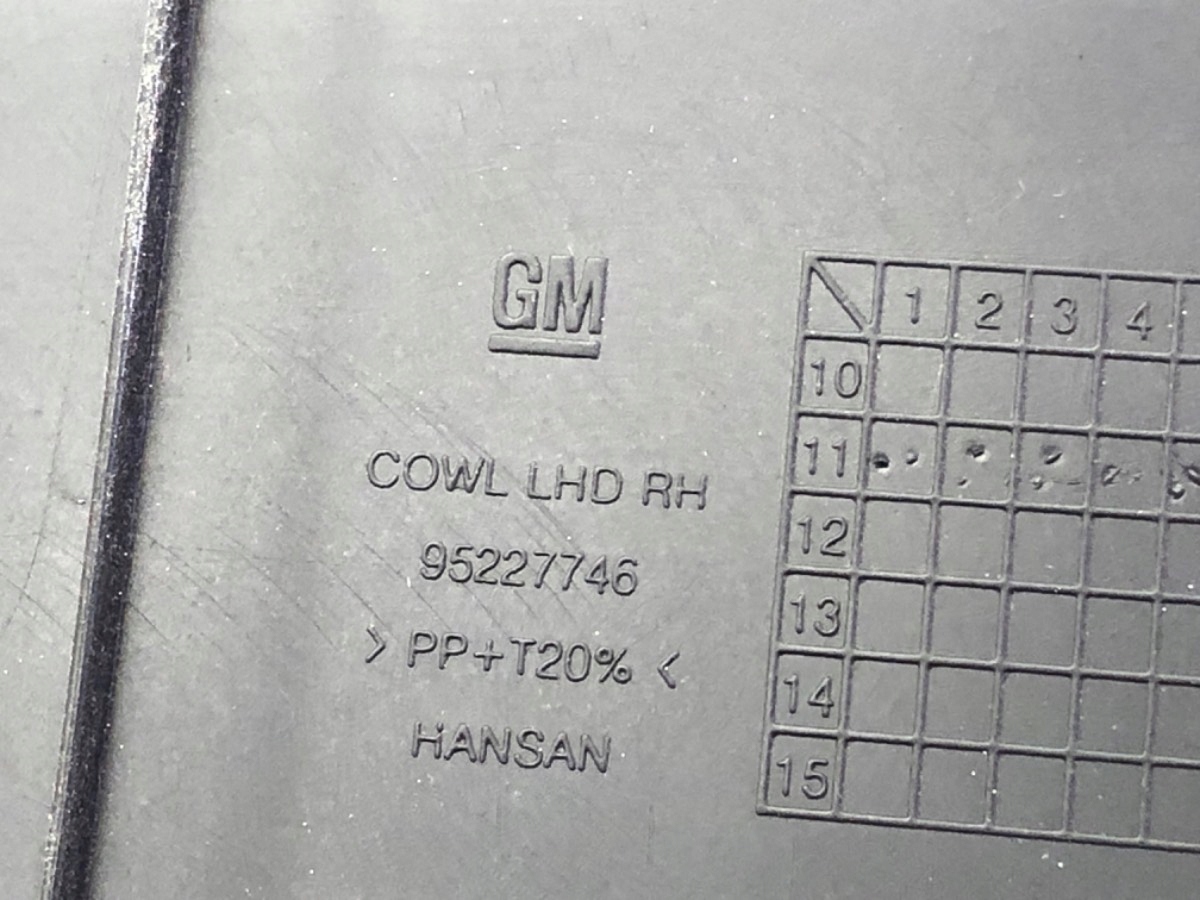 GM
COWL LHD RH
95227746
> PP+T20% <
HANSAN
1 2 3 4
10
11
12
13
14
15